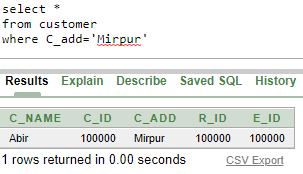 select *
from customer
where C_add='Mirpur'
Results Explain Describe Saved SQL History
C_NAME C_ID C_ADD R_ID E_ID
Abir 100000 Mirpur 100000 100000
1 rows returned in 0.00 seconds CSV Export